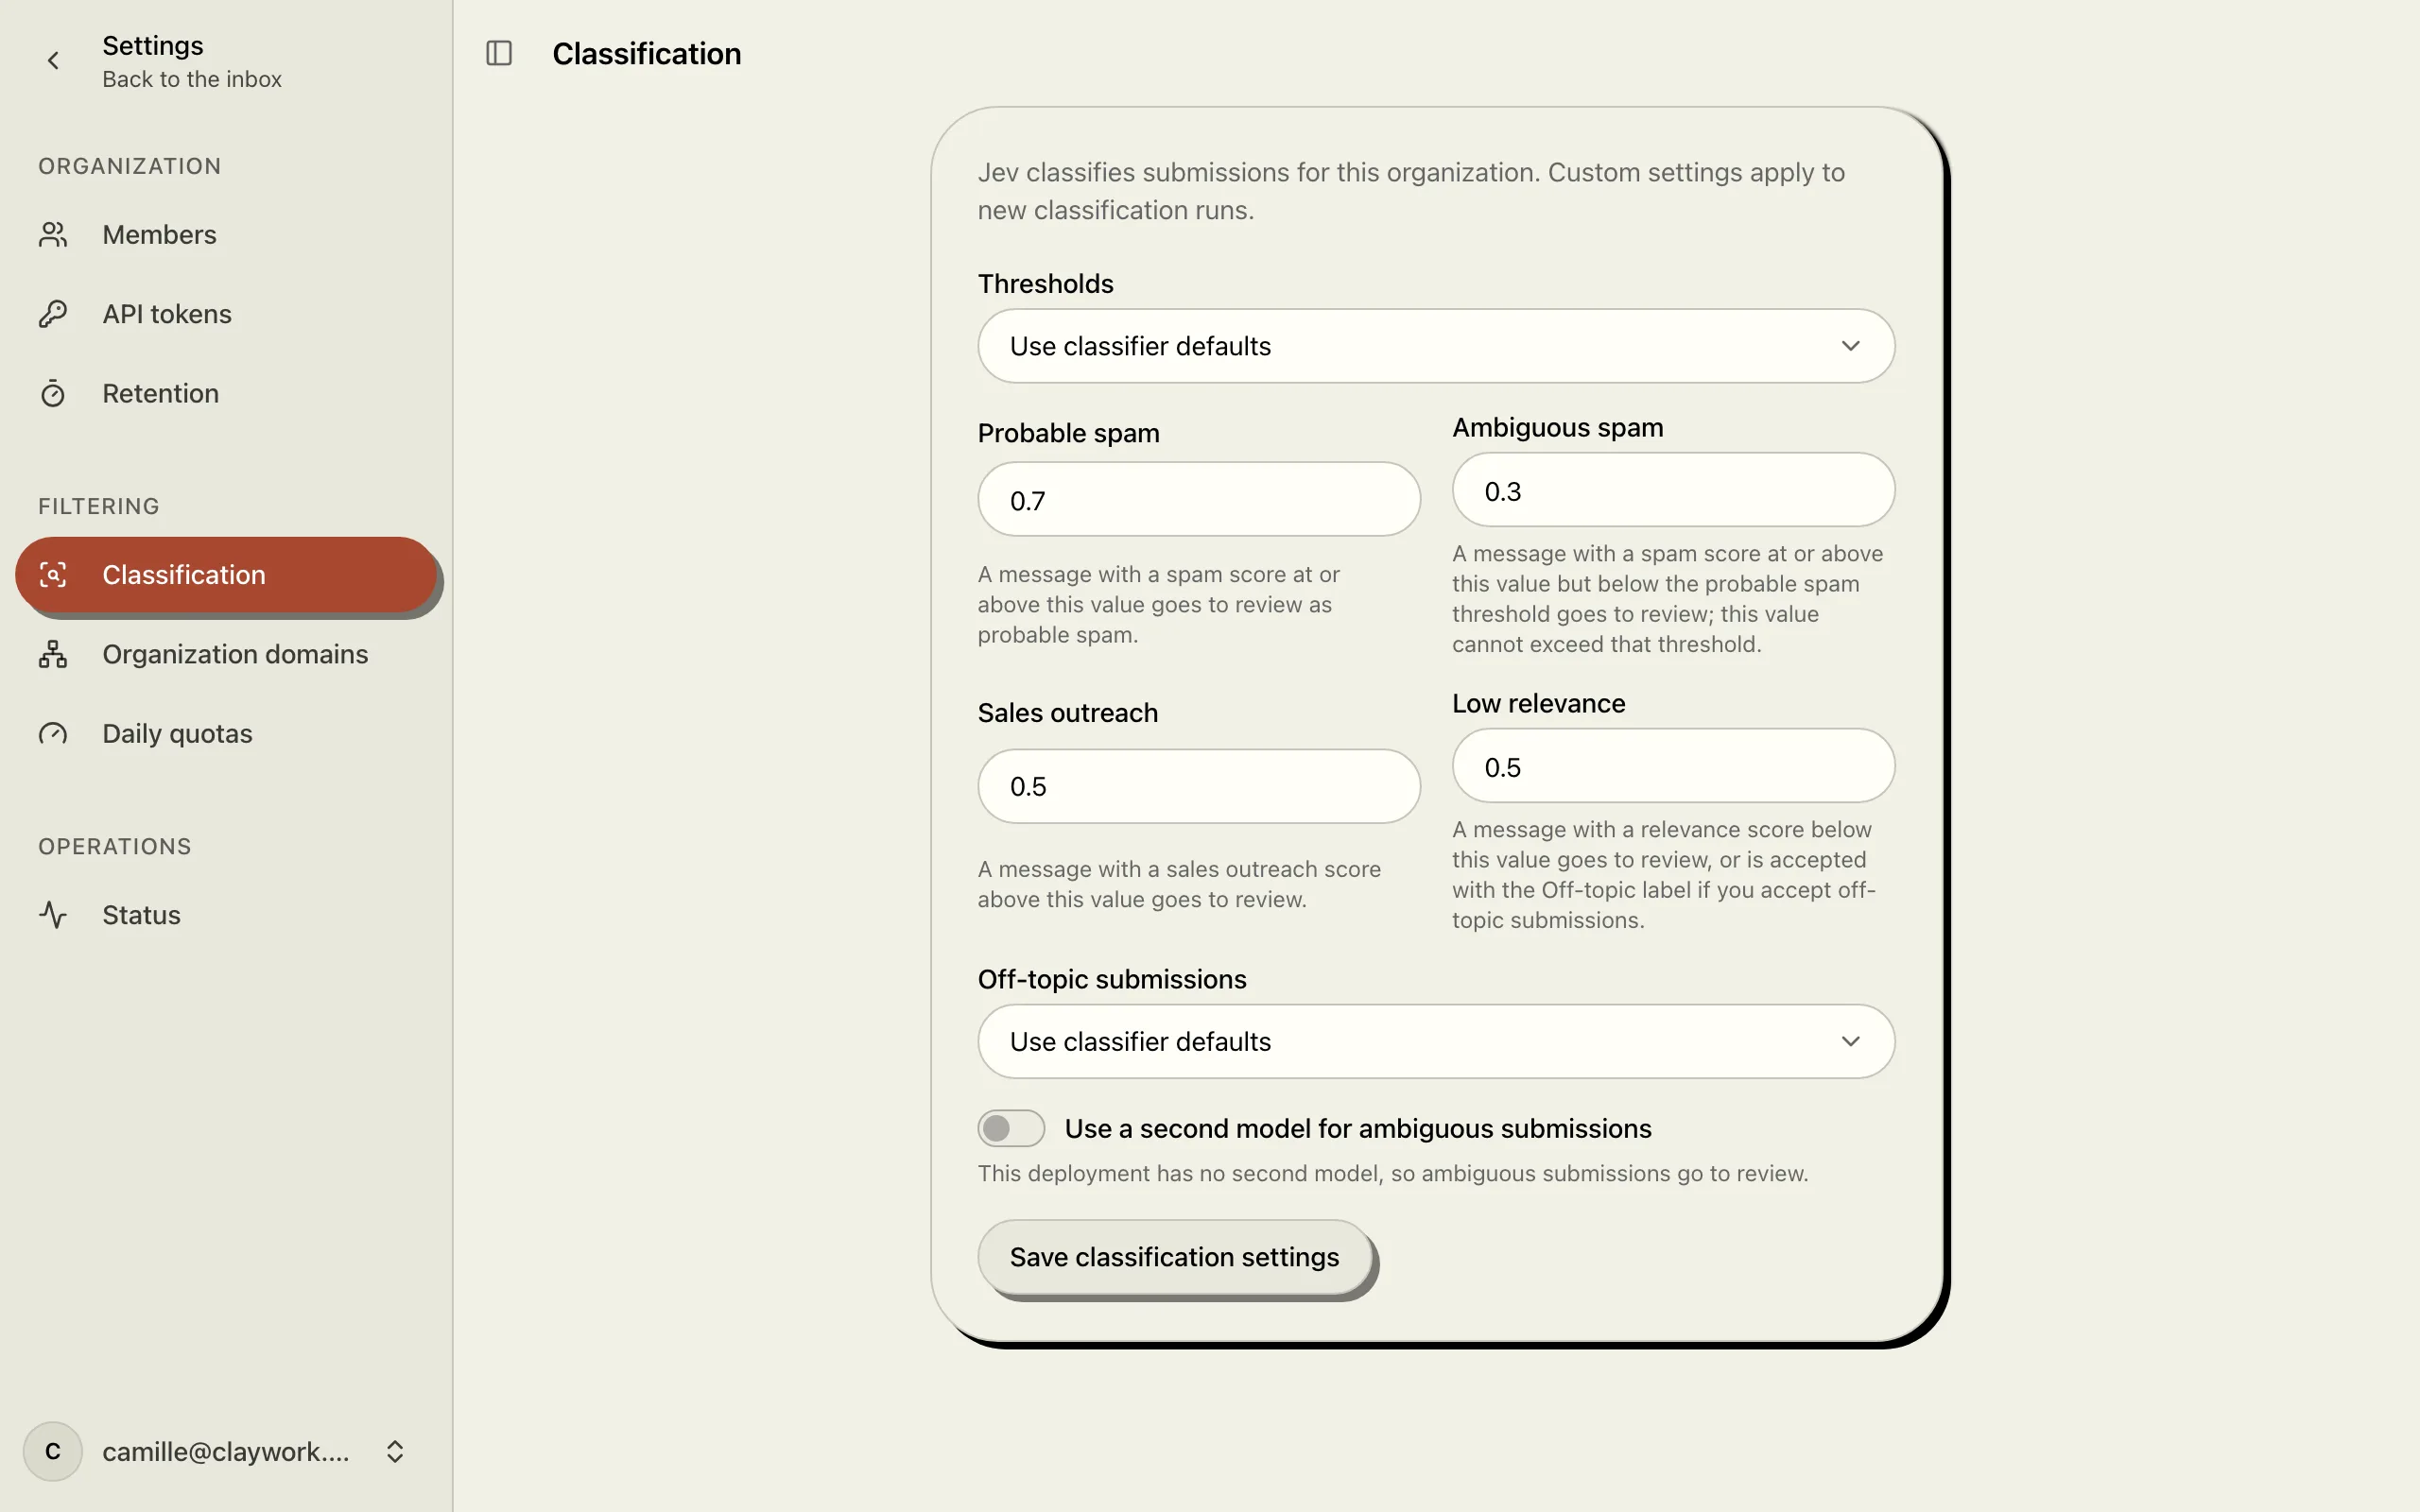 Settings
Back to the inbox
ORGANIZATION
Members
API tokens
Retention
FILTERING
Classification
Organization domains
Daily quotas
OPERATIONS
Status
C
camille@claywork....
Classification
Jev classifies submissions for this organization. Custom settings apply to
new classification runs.
Thresholds
Use classifier defaults
Probable spam
0.7
A message with a spam score at or
above this value goes to review as
probable spam.
Ambiguous spam
0.3
A message with a spam score at or above
this value but below the probable spam
threshold goes to review; this value
cannot exceed that threshold.
Sales outreach
0.5
A message with a sales outreach score
above this value goes to review.
Low relevance
0.5
A message with a relevance score below
this value goes to review, or is accepted
with the Off-topic label if you accept off-
topic submissions.
Off-topic submissions
Use classifier defaults
Use a second model for ambiguous submissions
This deployment has no second model, so ambiguous submissions go to review.
Save classification settings